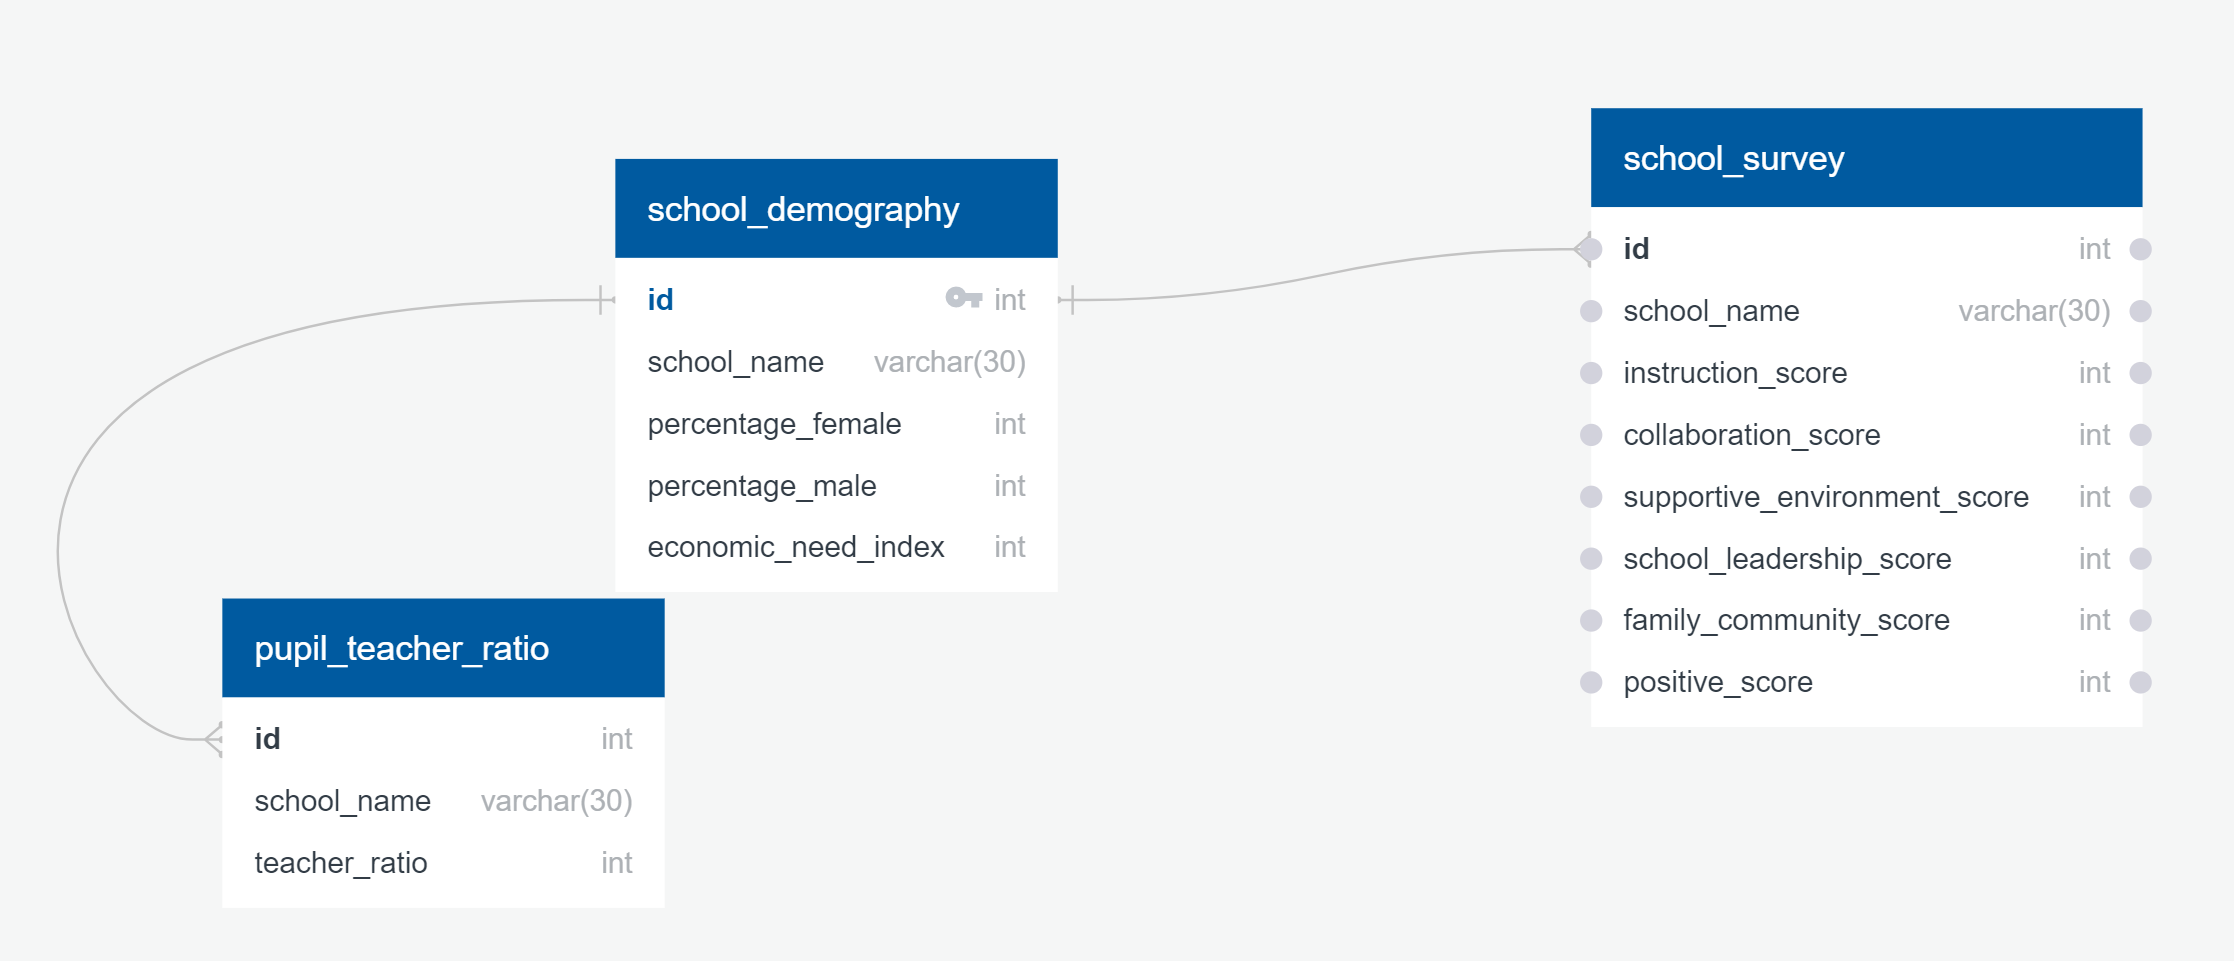 school_demography
id int
school_name varchar(30)
percentage_female int
percentage_male int
economic_need_index int
pupil_teacher_ratio
id int
school_name varchar(30)
teacher_ratio int
school_survey
id int
school_name varchar(30)
instruction_score int
collaboration_score int
supportive_environment_score int
school_leadership_score int
family_community_score int
positive_score int